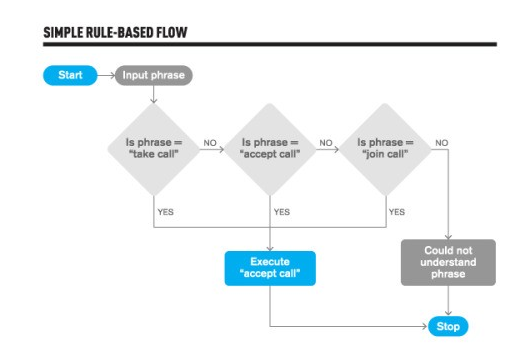 SIMPLE RULE-BASED FLOW
Start
Input phrase
Is phrase =
"take call"
NO
Is phrase =
"accept call"
NO
Is phrase =
"join call"
NO
YES
YES
YES
Execute
"accept call"
Could not
understand
phrase
Stop